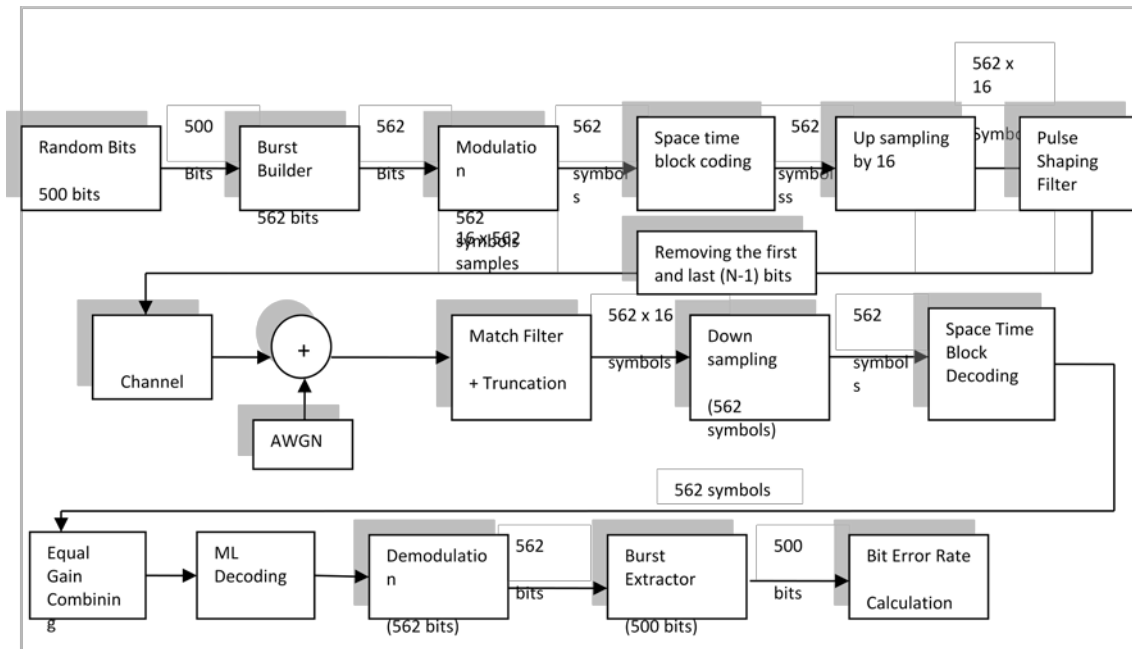 Random Bits
500 bits
500
Bits
Burst
Builder
562 bits
562
Bits
Modulatio
n
562
symbols
16 x 562
samples
562
symbol
s
Space time
block coding
562
symbols
ss
Up sampling
by 16
562 x
16
Symbo
Pulse
Shaping
Filter
Removing the first
and last (N-1) bits
Channel
+
AWGN
Match Filter
+ Truncation
562 x 16
symbols
Down
sampling
(562
symbols)
562
symbol
s
Space Time
Block
Decoding
562 symbols
Equal
Gain
Combinin
g
ML
Decoding
Demodulatio
n
(562 bits)
562
bits
Burst
Extractor
(500 bits)
500
bits
Bit Error Rate
Calculation